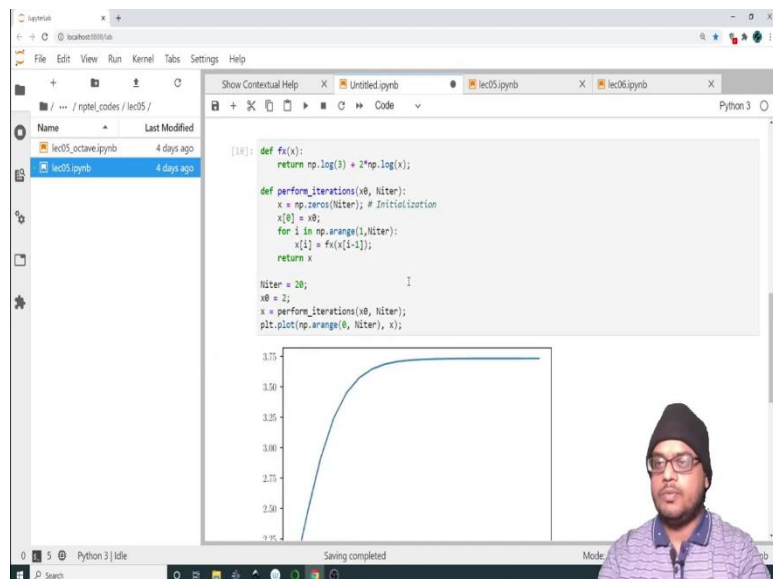 JupyterLab
localhost:8888/lab
File Edit View Run Kernel Tabs Settings Help
Show Contextual Help
Untitled.ipynb
lec05.ipynb
lec06.ipynb
/ ··· / nptel_codes / lec05 /
Code
Python 3
Name
Last Modified
lec05_octave.ipynb 4 days ago
lec05.ipynb 4 days ago
[18]: def fx(x):
return np.log(3) + 2*np.log(x);
def perform_iterations(x0, Niter):
x = np.zeros(Niter); # Initialization
x[0] = x0;
for i in np.arange(1,Niter):
x[i] = fx(x[i-1]);
return x
Niter = 20;
x0 = 2;
x = perform_iterations(x0, Niter);
plt.plot(np.arange(0, Niter), x);
3.75
3.50
3.25
3.00
2.75
2.50
2.25
0 5 Python 3 | Idle
Saving completed
Mode:
Search